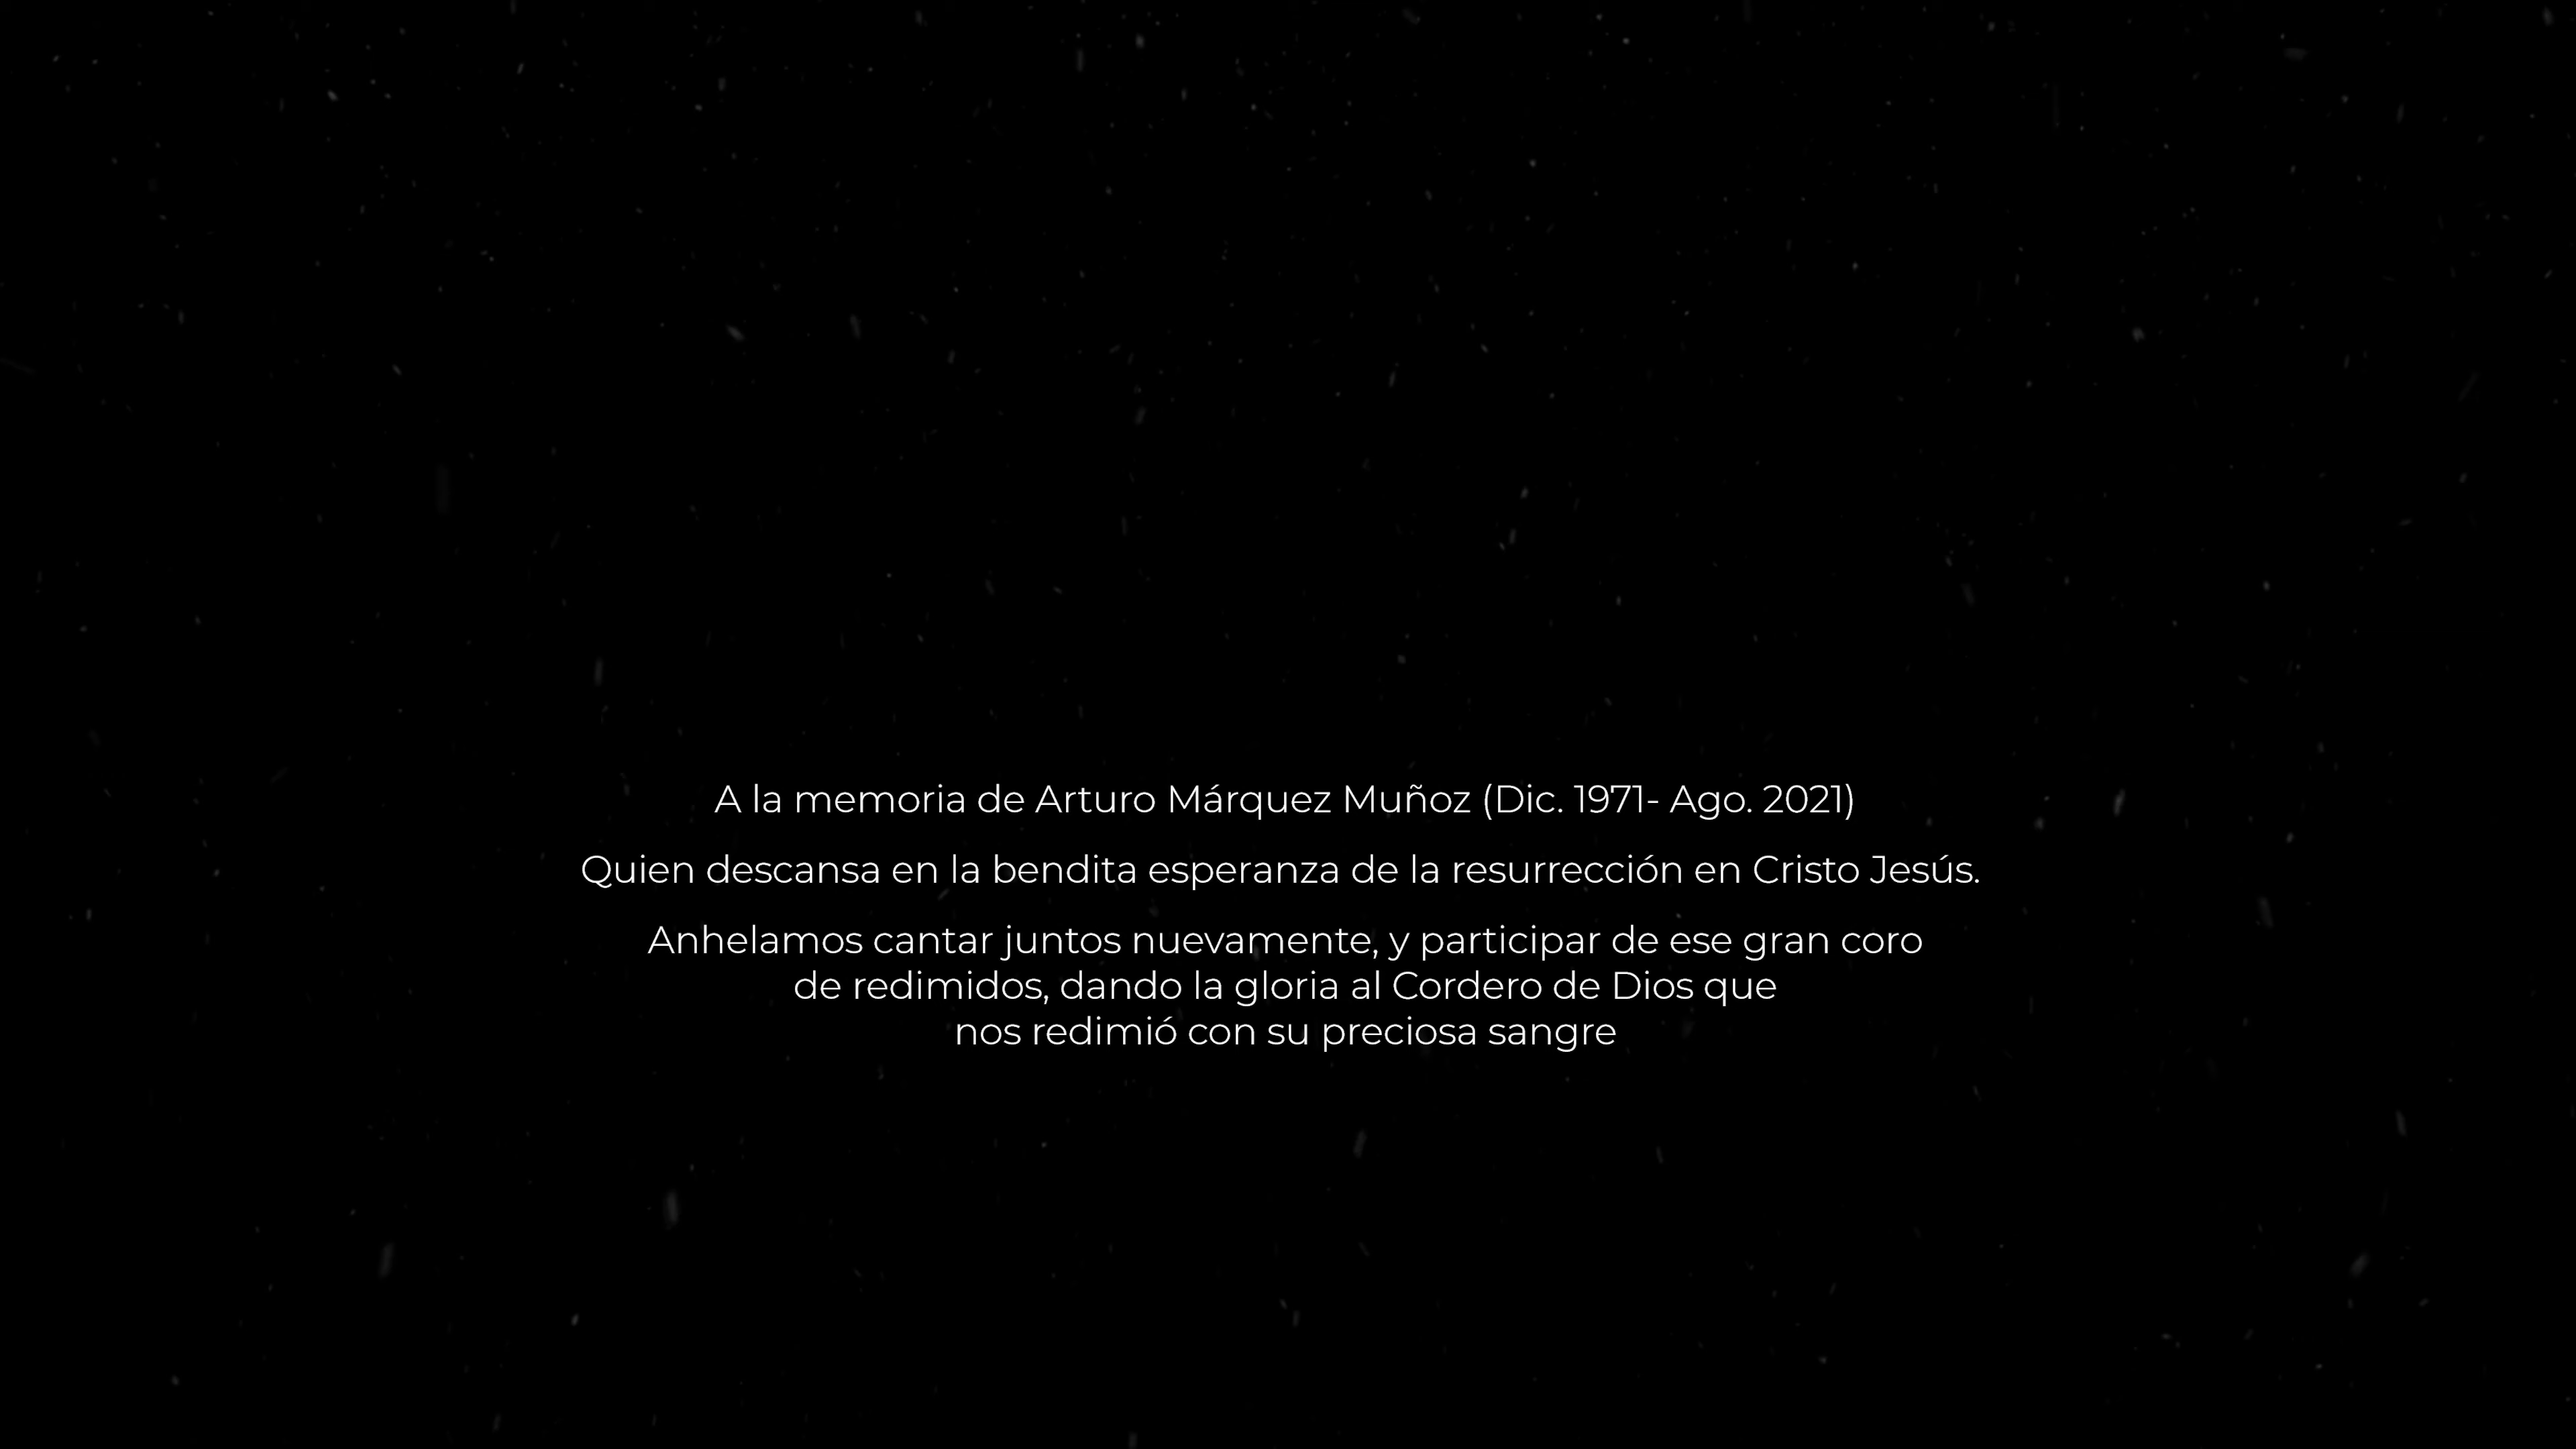 A la memoria de Arturo Márquez Muñoz (Dic. 1971- Ago. 2021)
Quien descansa en la bendita esperanza de la resurrección en Cristo Jesús.
Anhelamos cantar juntos nuevamente, y participar de ese gran coro
de redimidos, dando la gloria al Cordero de Dios que
nos redimió con su preciosa sangre